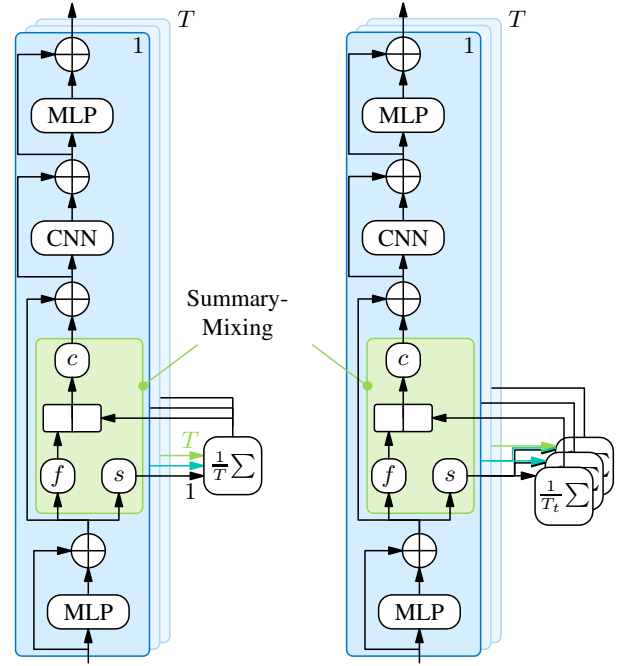 T
1
MLP
CNN
Summary-
Mixing
c
T
f
s
1/T ∑
1
MLP
T
1
MLP
CNN
c
f
s
∑
∑
1/T_t ∑
MLP